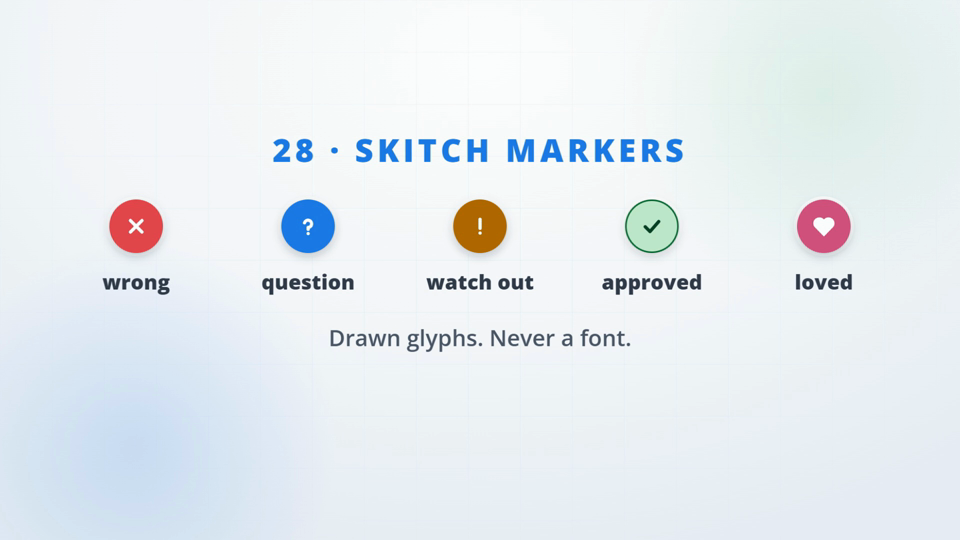 28 · SKITCH MARKERS
wrong question watch out approved loved
Drawn glyphs. Never a font.